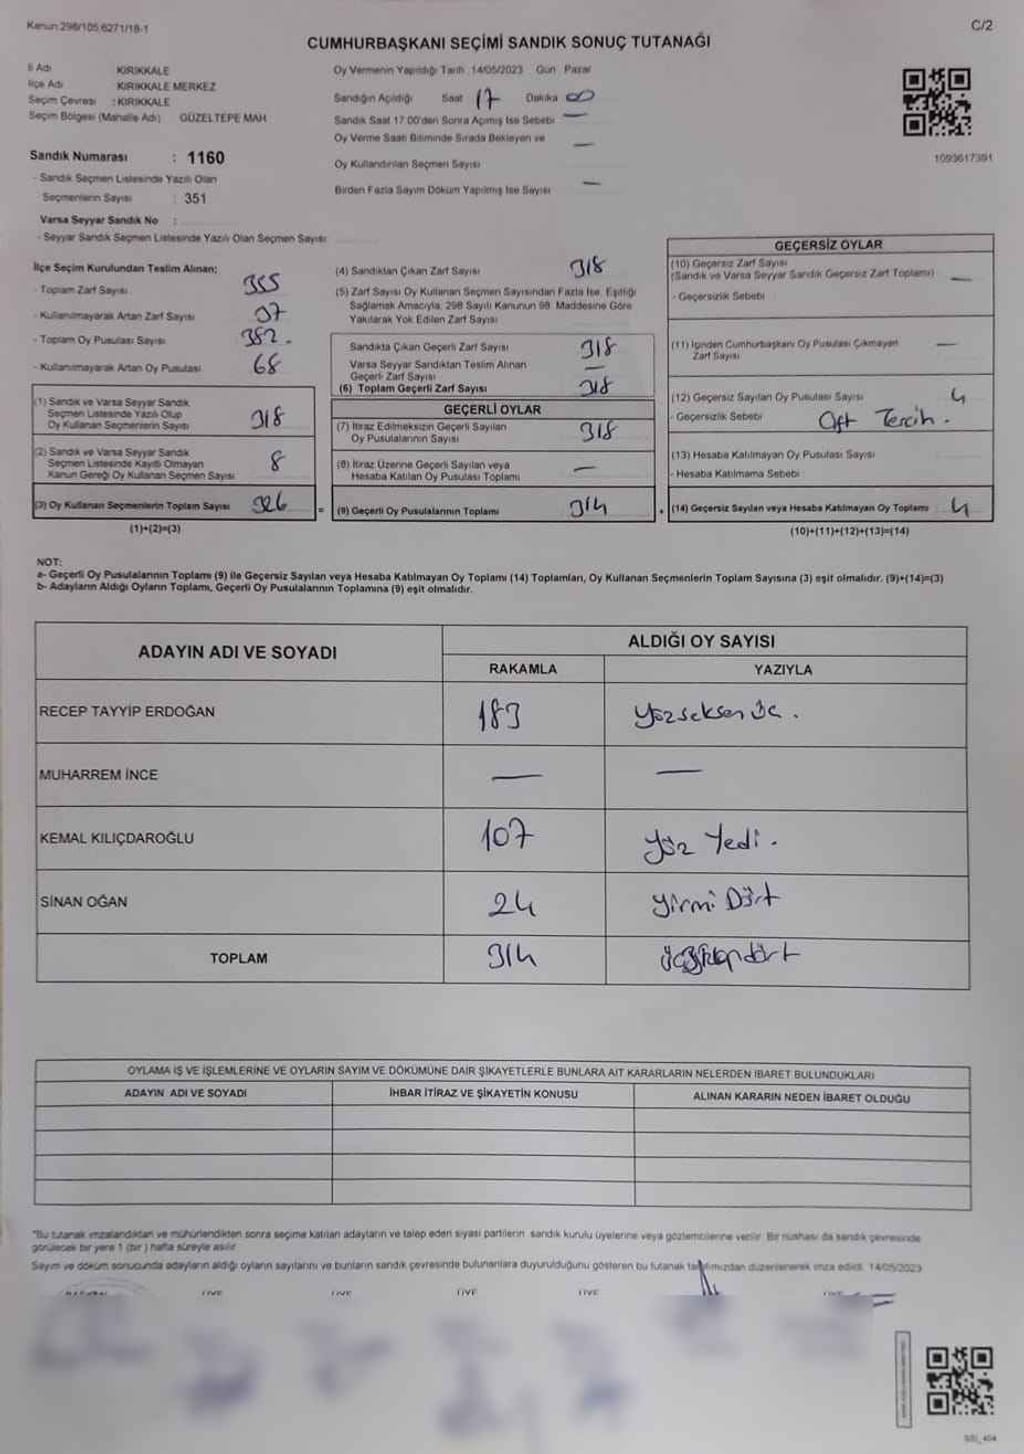 Kanun:298/105,6271/18-1
C/2
CUMHURBAŞKANI SEÇİMİ SANDIK SONUÇ TUTANAĞI
İl Adı : KIRIKKALE
İlçe Adı : KIRIKKALE MERKEZ
Seçim Çevresi : KIRIKKALE
Seçim Bölgesi (Mahalle Adı) GÜZELTEPE MAH
Sandık Numarası : 1160
- Sandık Seçmen Listesinde Yazılı Olan
Seçmenlerin Sayısı : 351
Varsa Seyyar Sandık No :
- Seyyar Sandık Seçmen Listesinde Yazılı Olan Seçmen Sayısı
Oy Vermenin Yapıldığı Tarih :14/05/2023 Gün : Pazar
Sandığın Açıldığı Saat 17 Dakika 00
Sandık Saat 17:00'den Sonra Açılmış İse Sebebi —
Oy Verme Saati Bitiminde Sırada Bekleyen ve —
Oy Kullandırılan Seçmen Sayısı
Birden Fazla Sayım Döküm Yapılmış İse Sayısı —
1093617391
İlçe Seçim Kurulundan Teslim Alınan:
- Toplam Zarf Sayısı 355
- Kullanılmayarak Artan Zarf Sayısı 37
- Toplam Oy Pusulası Sayısı 382.
- Kullanılmayarak Artan Oy Pusulası 68
(1) Sandık ve Varsa Seyyar Sandık
Seçmen Listesinde Yazılı Olup
Oy Kullanan Seçmenlerin Sayısı 318
(2) Sandık ve Varsa Seyyar Sandık
Seçmen Listesinde Kayıtlı Olmayan
Kanun Gereği Oy Kullanan Seçmen Sayısı 8
(3) Oy Kullanan Seçmenlerin Toplam Sayısı 326
(1)+(2)=(3)
(4) Sandıktan Çıkan Zarf Sayısı 318
(5) Zarf Sayısı Oy Kullanan Seçmen Sayısından Fazla İse, Eşitliği
Sağlamak Amacıyla, 298 Sayılı Kanunun 98. Maddesine Göre
Yakılarak Yok Edilen Zarf Sayısı
Sandıkta Çıkan Geçerli Zarf Sayısı 318
Varsa Seyyar Sandıktan Teslim Alınan
Geçerli Zarf Sayısı —
(6) Toplam Geçerli Zarf Sayısı 318
GEÇERLİ OYLAR
(7) İtiraz Edilmeksizin Geçerli Sayılan
Oy Pusulalarının Sayısı 318
(8) İtiraz Üzerine Geçerli Sayılan veya
Hesaba Katılan Oy Pusulası Toplamı —
= (9) Geçerli Oy Pusulalarının Toplamı 314
GEÇERSİZ OYLAR
(10) Geçersiz Zarf Sayısı
(Sandık ve Varsa Seyyar Sandık Geçersiz Zarf Toplamı) —
- Geçersizlik Sebebi
(11) İçinden Cumhurbaşkanı Oy Pusulası Çıkmayan
Zarf Sayısı —
(12) Geçersiz Sayılan Oy Pusulası Sayısı 4
- Geçersizlik Sebebi Çift Tercih.
(13) Hesaba Katılmayan Oy Pusulası Sayısı
- Hesaba Katılmama Sebebi
+ (14) Geçersiz Sayılan veya Hesaba Katılmayan Oy Toplamı 4
(10)+(11)+(12)+(13)=(14)
NOT:
a- Geçerli Oy Pusulalarının Toplamı (9) ile Geçersiz Sayılan veya Hesaba Katılmayan Oy Toplamı (14) Toplamları, Oy Kullanan Seçmenlerin Toplam Sayısına (3) eşit olmalıdır. (9)+(14)=(3)
b- Adayların Aldığı Oyların Toplamı, Geçerli Oy Pusulalarının Toplamına (9) eşit olmalıdır.
ADAYIN ADI VE SOYADI
ALDIĞI OY SAYISI
RAKAMLA YAZIYLA
RECEP TAYYİP ERDOĞAN 183 Yüzseksen üç.
MUHARREM İNCE — —
KEMAL KILIÇDAROĞLU 107 Yüz Yedi.
SİNAN OĞAN 24 Yirmi Dört
TOPLAM 314
OYLAMA İŞ VE İŞLEMLERİNE VE OYLARIN SAYIM VE DÖKÜMÜNE DAİR ŞİKAYETLERLE BUNLARA AİT KARARLARIN NELERDEN İBARET BULUNDUKLARI
ADAYIN ADI VE SOYADI İHBAR İTİRAZ VE ŞİKAYETİN KONUSU ALINAN KARARIN NEDEN İBARET OLDUĞU
"Bu tutanak imzalandıktan ve mühürlendikten sonra seçime katılan adayların ve talep eden siyasi partilerin sandık kurulu üyelerine veya gözlemcilerine verilir. Bir nüshası da sandık çevresinde
görülecek bir yere 1 (bir) hafta süreyle asılır.
Sayım ve döküm sonucunda adayların aldığı oyların sayılarını ve bunların sandık çevresinde bulunanlara duyurulduğunu gösteren bu tutanak tarafımızdan düzenlenerek imza edildi. 14/05/2023
ÜYE ÜYE ÜYE ÜYE